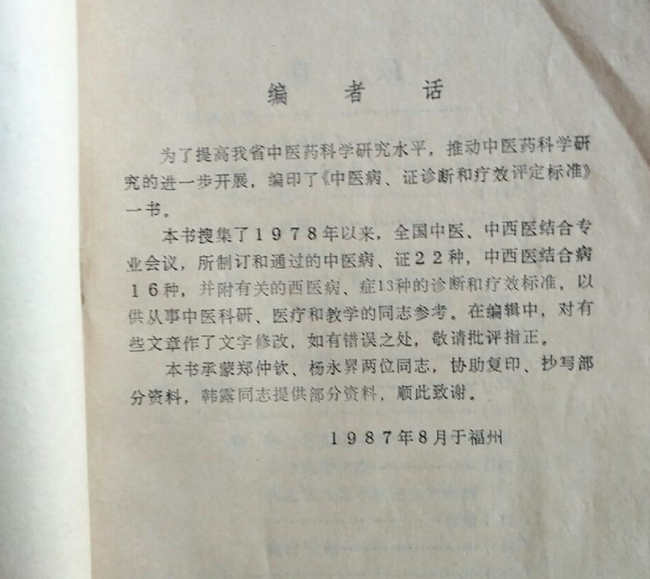 编者话
为了提高我省中医药科学研究水平，推动中医药科学研
究的进一步开展，编印了《中医病、证诊断和疗效评定标准》
一书。
本书搜集了1978年以来，全国中医、中西医结合专
业会议，所制订和通过的中医病、证22种，中西医结合病
16种，并附有关的西医病、症13种的诊断和疗效标准，以
供从事中医科研、医疗和教学的同志参考。在编辑中，对有
些文章作了文字修改，如有错误之处，敬请批评指正。
本书承蒙郑仲钦、杨永昇两位同志，协助复印、抄写部
分资料，韩露同志提供部分资料，顺此致谢。
1987年8月于福州